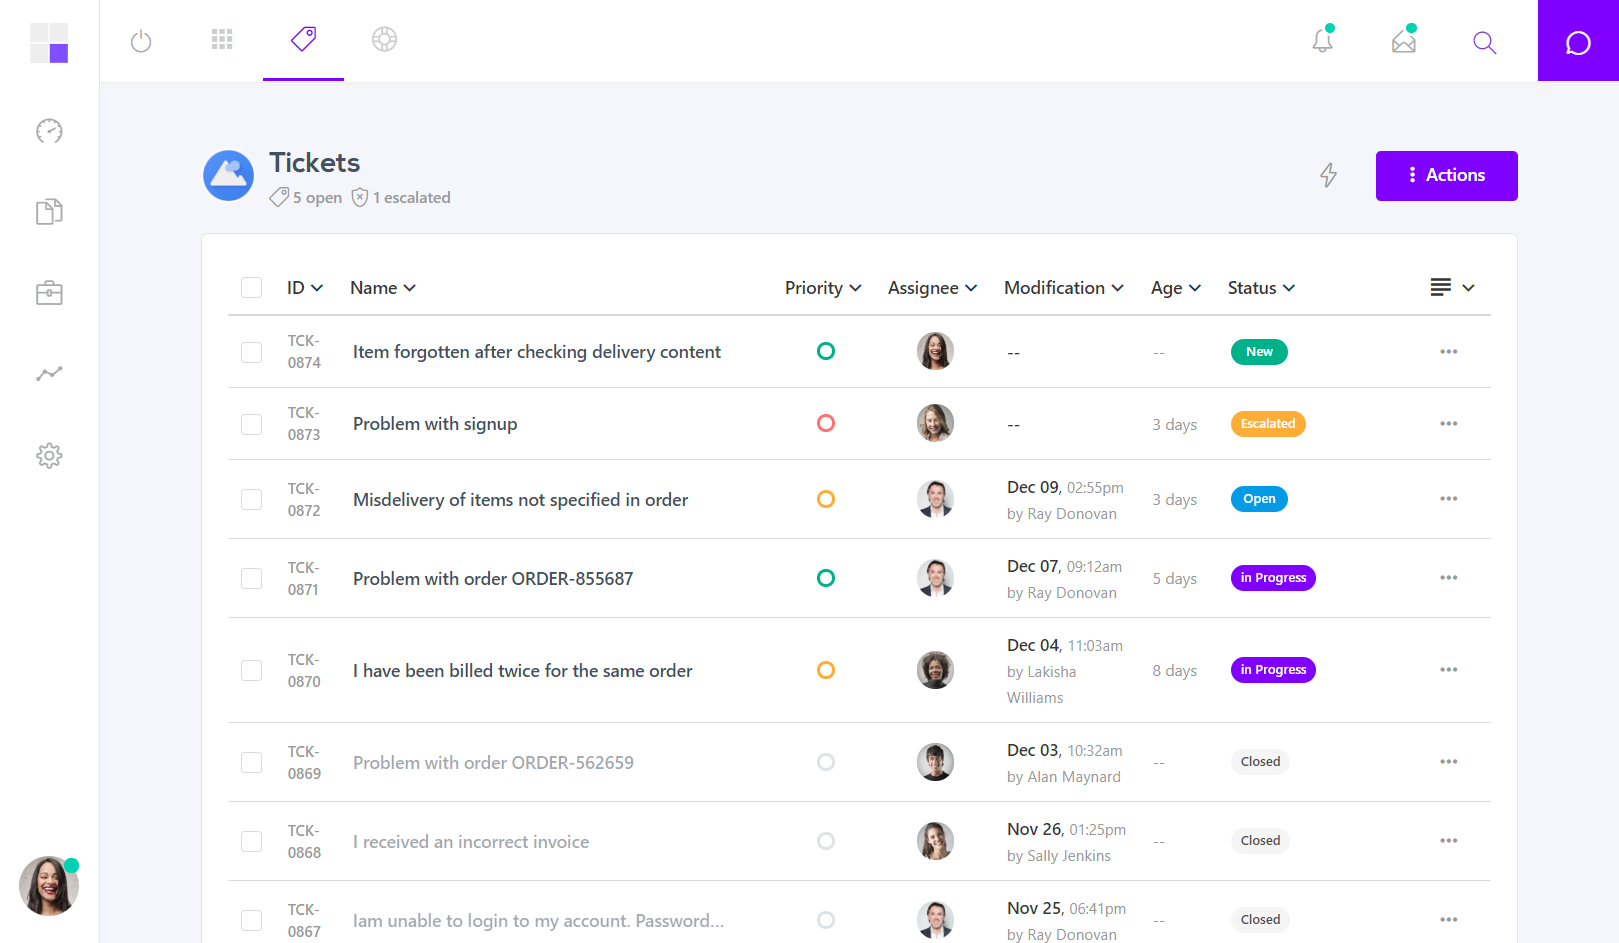 Tickets
5 open 1 escalated
Actions
ID Name Priority Assignee Modification Age Status
TCK-
0874
Item forgotten after checking delivery content
--
--
New
TCK-
0873
Problem with signup
--
3 days
Escalated
TCK-
0872
Misdelivery of items not specified in order
Dec 09, 02:55pm
by Ray Donovan
3 days
Open
TCK-
0871
Problem with order ORDER-855687
Dec 07, 09:12am
by Ray Donovan
5 days
in Progress
TCK-
0870
I have been billed twice for the same order
Dec 04, 11:03am
by Lakisha
Williams
8 days
in Progress
TCK-
0869
Problem with order ORDER-562659
Dec 03, 10:32am
by Alan Maynard
--
Closed
TCK-
0868
I received an incorrect invoice
Nov 26, 01:25pm
by Sally Jenkins
--
Closed
TCK-
0867
Iam unable to login to my account. Password...
Nov 25, 06:41pm
by Ray Donovan
--
Closed